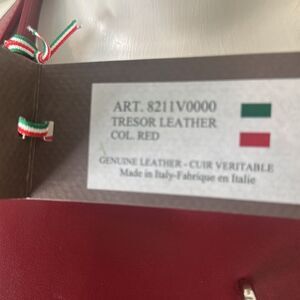 ART. 8211V0000
TRESOR LEATHER
COL. RED
GENUINE LEATHER - CUIR VERITABLE
Made in Italy-Fabrique en Italie